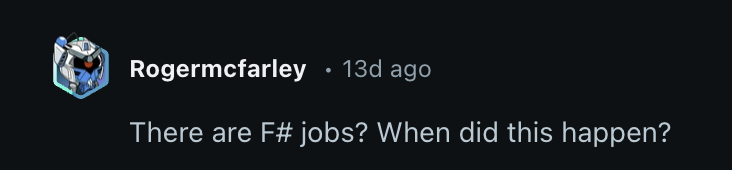 Rogermcfarley • 13d ago
There are F# jobs? When did this happen?